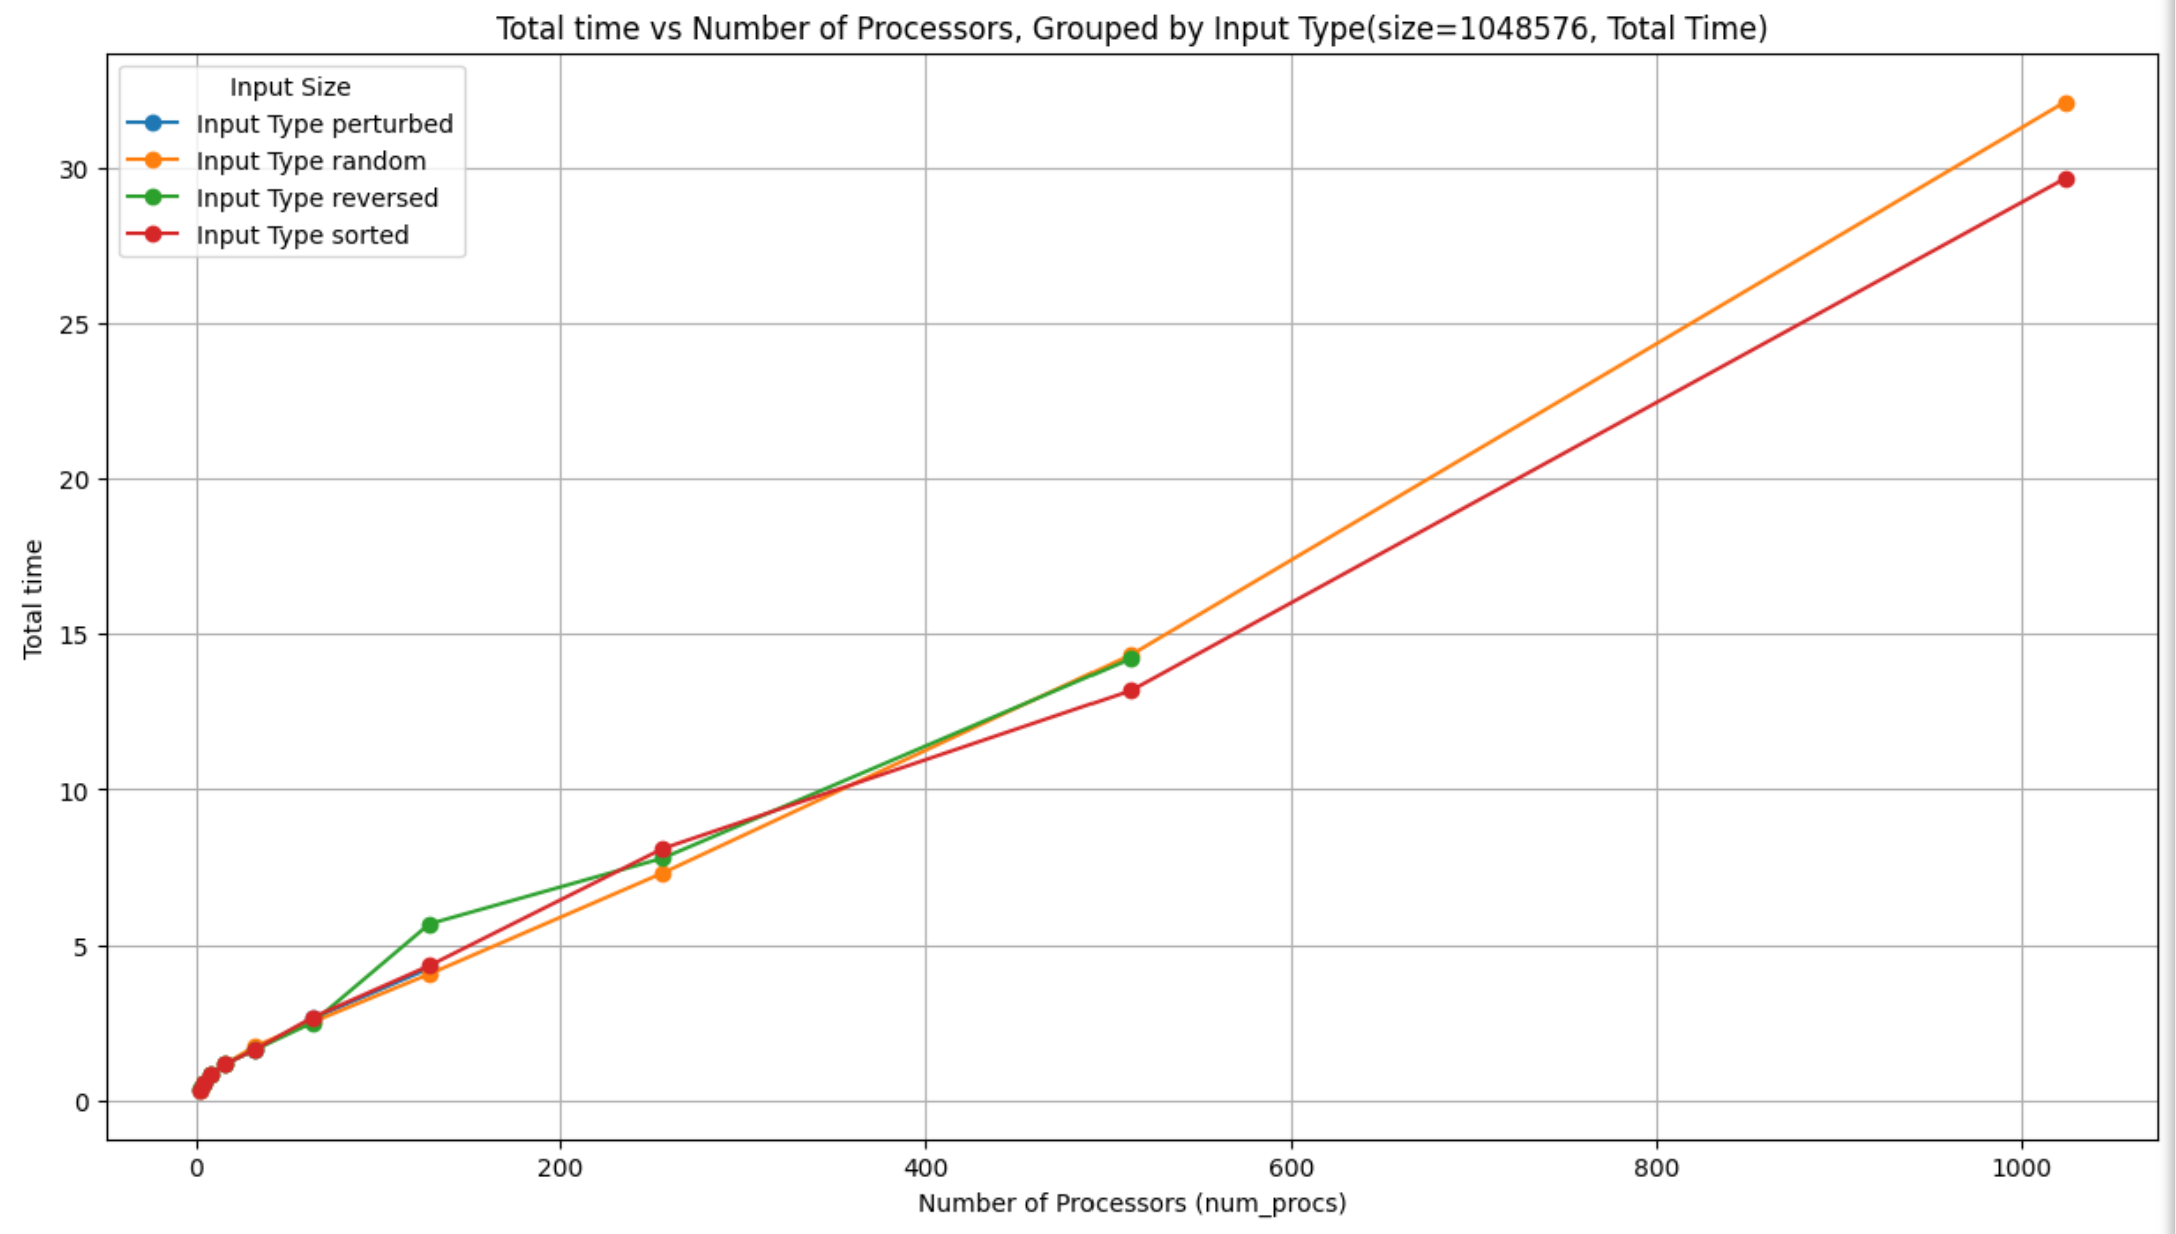 Total time vs Number of Processors, Grouped by Input Type(size=1048576, Total Time)
Input Size
Input Type perturbed
Input Type random
Input Type reversed
Input Type sorted
30
25
20
15
10
5
0
Total time
0 200 400 600 800 1000
Number of Processors (num_procs)